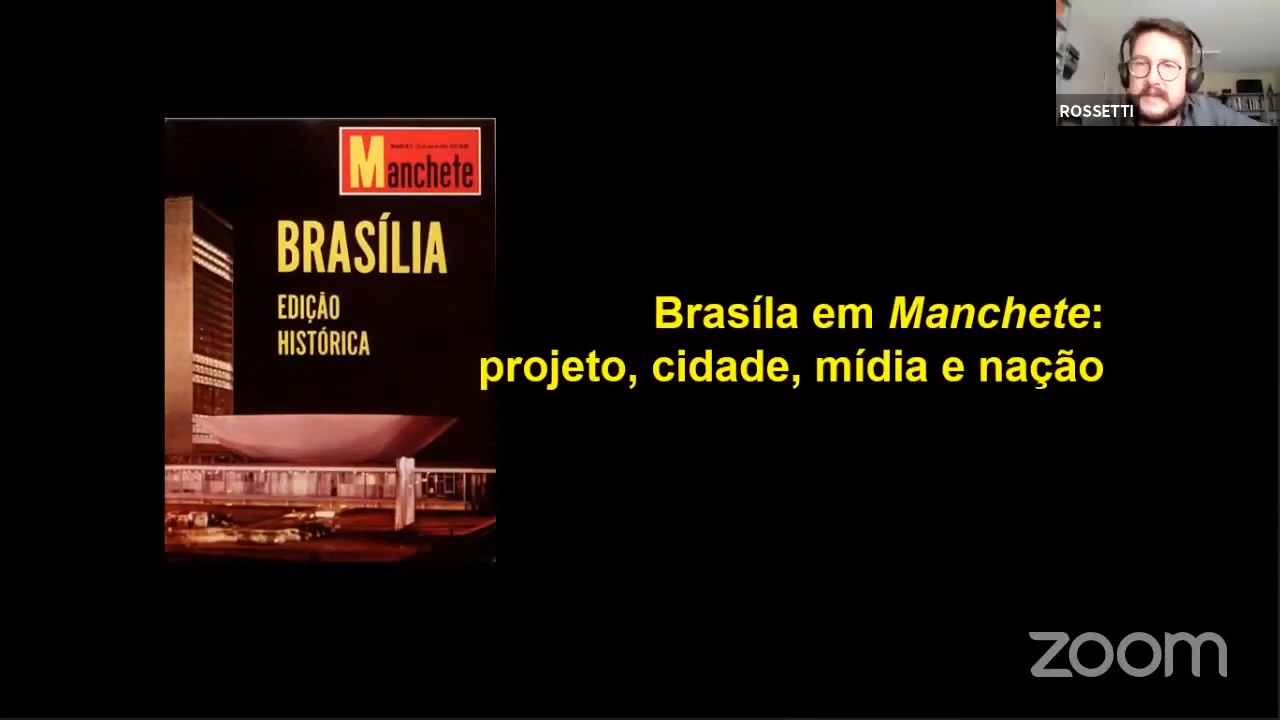 Manchete
BRASÍLIA
EDIÇÃO
HISTÓRICA
Brasíla em Manchete:
projeto, cidade, mídia e nação
ROSSETTI
zoom